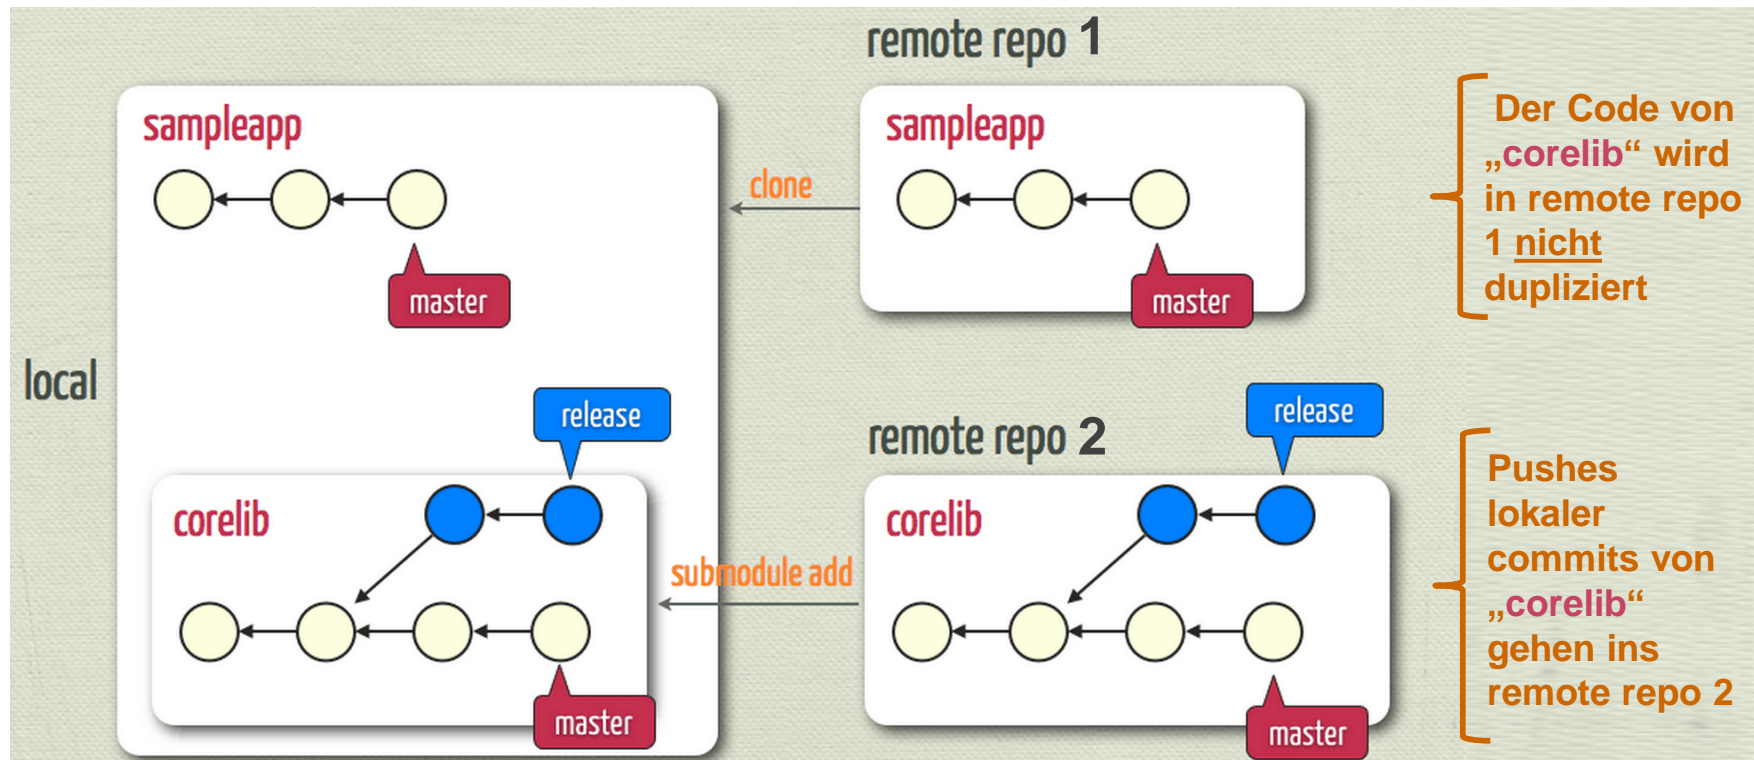 remote repo 1
sampleapp
master
clone
sampleapp
master
Der Code von
„corelib“ wird
in remote repo
1 nicht
dupliziert
local
release
corelib
master
submodule add
remote repo 2
release
corelib
master
Pushes
lokaler
commits von
„corelib“
gehen ins
remote repo 2